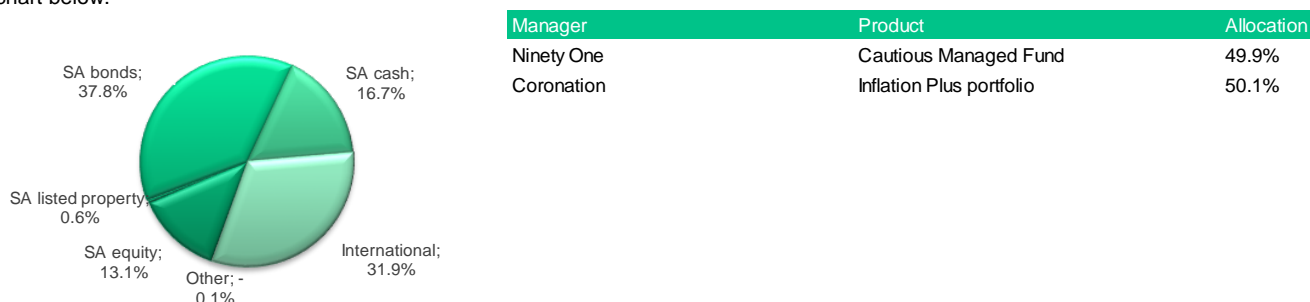 chart below.
Manager Product Allocation
Ninety One Cautious Managed Fund 49.9%
Coronation Inflation Plus portfolio 50.1%
SA bonds;
37.8%
SA cash;
16.7%
SA listed property;
0.6%
SA equity;
13.1%
Other; -
0.1%
International;
31.9%